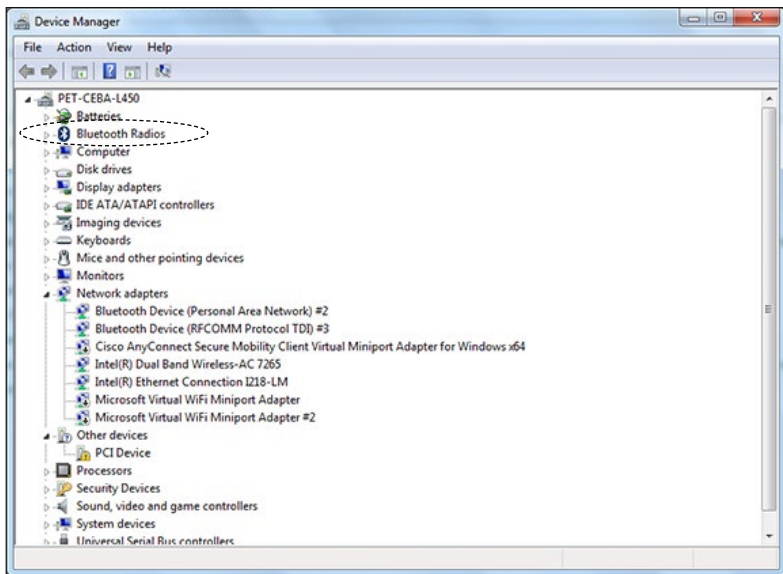 Device Manager
File Action View Help
PET-CEBA-L450
Batteries
Bluetooth Radios
Computer
Disk drives
Display adapters
IDE ATA/ATAPI controllers
Imaging devices
Keyboards
Mice and other pointing devices
Monitors
Network adapters
Bluetooth Device (Personal Area Network) #2
Bluetooth Device (RFCOMM Protocol TDI) #3
Cisco AnyConnect Secure Mobility Client Virtual Miniport Adapter for Windows x64
Intel(R) Dual Band Wireless-AC 7265
Intel(R) Ethernet Connection I218-LM
Microsoft Virtual WiFi Miniport Adapter
Microsoft Virtual WiFi Miniport Adapter #2
Other devices
PCI Device
Processors
Security Devices
Sound, video and game controllers
System devices
Universal Serial Bus controllers